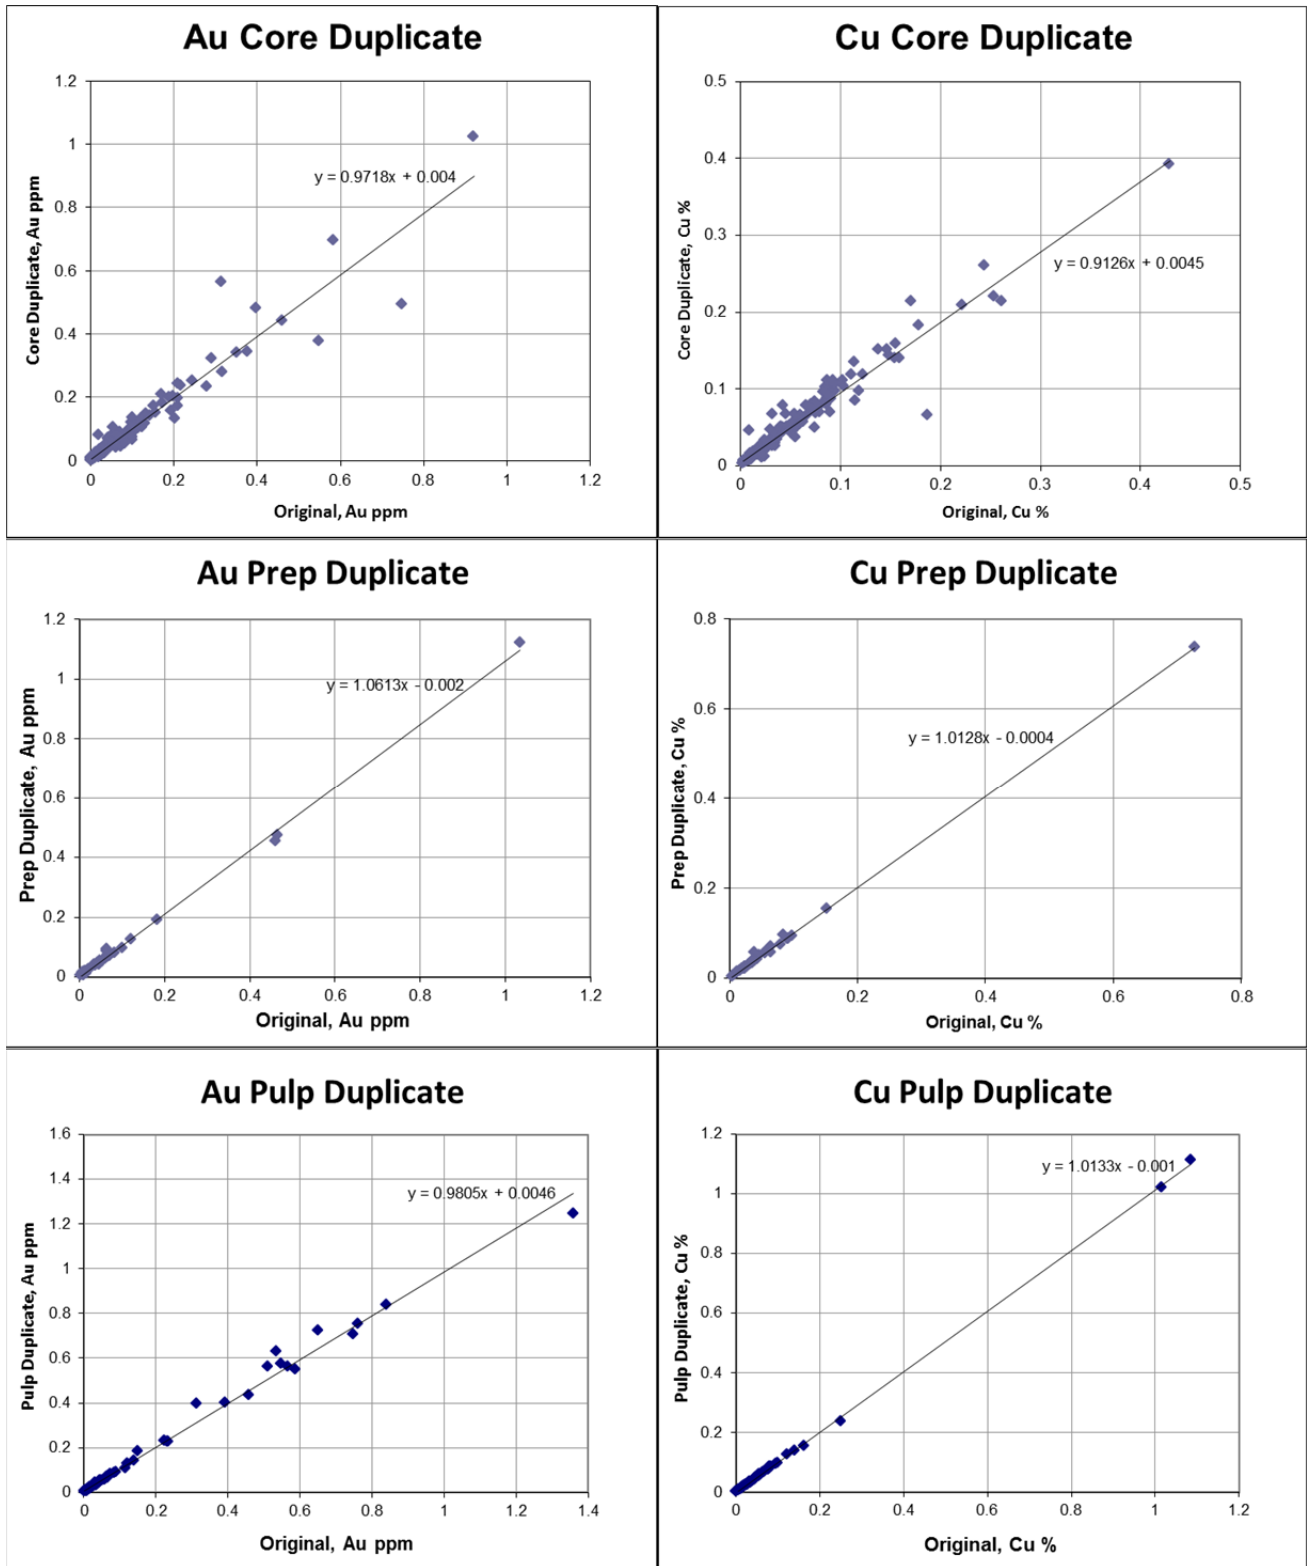 Au Core Duplicate
1.2
1
0.8
0.6
0.4
0.2
0
y = 0.9718x + 0.004
Core Duplicate, Au ppm
0 0.2 0.4 0.6 0.8 1 1.2
Original, Au ppm
Cu Core Duplicate
0.5
0.4
0.3
0.2
0.1
0
y = 0.9126x + 0.0045
Core Duplicate, Cu %
0 0.1 0.2 0.3 0.4 0.5
Original, Cu %
Au Prep Duplicate
1.2
1
0.8
0.6
0.4
0.2
0
y = 1.0613x - 0.002
Prep Duplicate, Au ppm
0 0.2 0.4 0.6 0.8 1 1.2
Original, Au ppm
Cu Prep Duplicate
0.8
0.6
0.4
0.2
0
y = 1.0128x - 0.0004
Prep Duplicate, Cu %
0 0.2 0.4 0.6 0.8
Original, Cu %
Au Pulp Duplicate
1.6
1.4
1.2
1
0.8
0.6
0.4
0.2
0
y = 0.9805x + 0.0046
Pulp Duplicate, Au ppm
0 0.2 0.4 0.6 0.8 1 1.2 1.4
Original, Au ppm
Cu Pulp Duplicate
1.2
1
0.8
0.6
0.4
0.2
0
y = 1.0133x - 0.001
Pulp Duplicate, Cu %
0 0.2 0.4 0.6 0.8 1 1.2
Original, Cu %